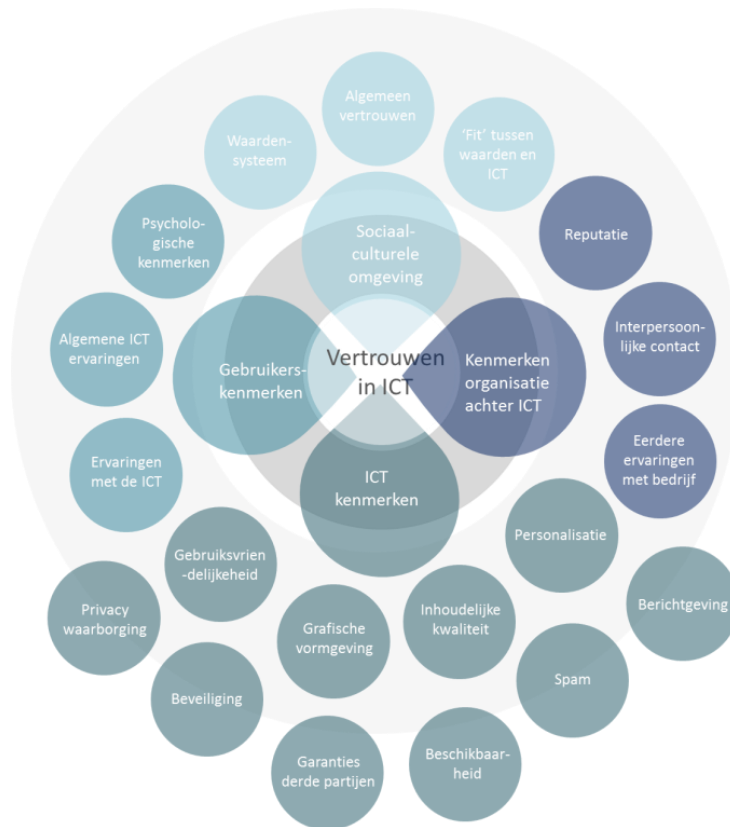 Algemeen
vertrouwen
Waarden-
systeem
‘Fit’ tussen
waarden en
ICT
Psycholo-
gische
kenmerken
Sociaal-
culturele
omgeving
Reputatie
Algemene ICT
ervaringen
Interpersoon-
lijke contact
Gebruikers-
kenmerken
Vertrouwen
in ICT
Kenmerken
organisatie
achter ICT
Ervaringen
met de ICT
ICT
kenmerken
Eerdere
ervaringen
met bedrijf
Gebruiksvrien
-delijkeheid
Personalisatie
Privacy
waarborging
Grafische
vormgeving
Inhoudelijke
kwaliteit
Berichtgeving
Beveiliging
Spam
Garanties
derde partijen
Beschikbaar-
heid